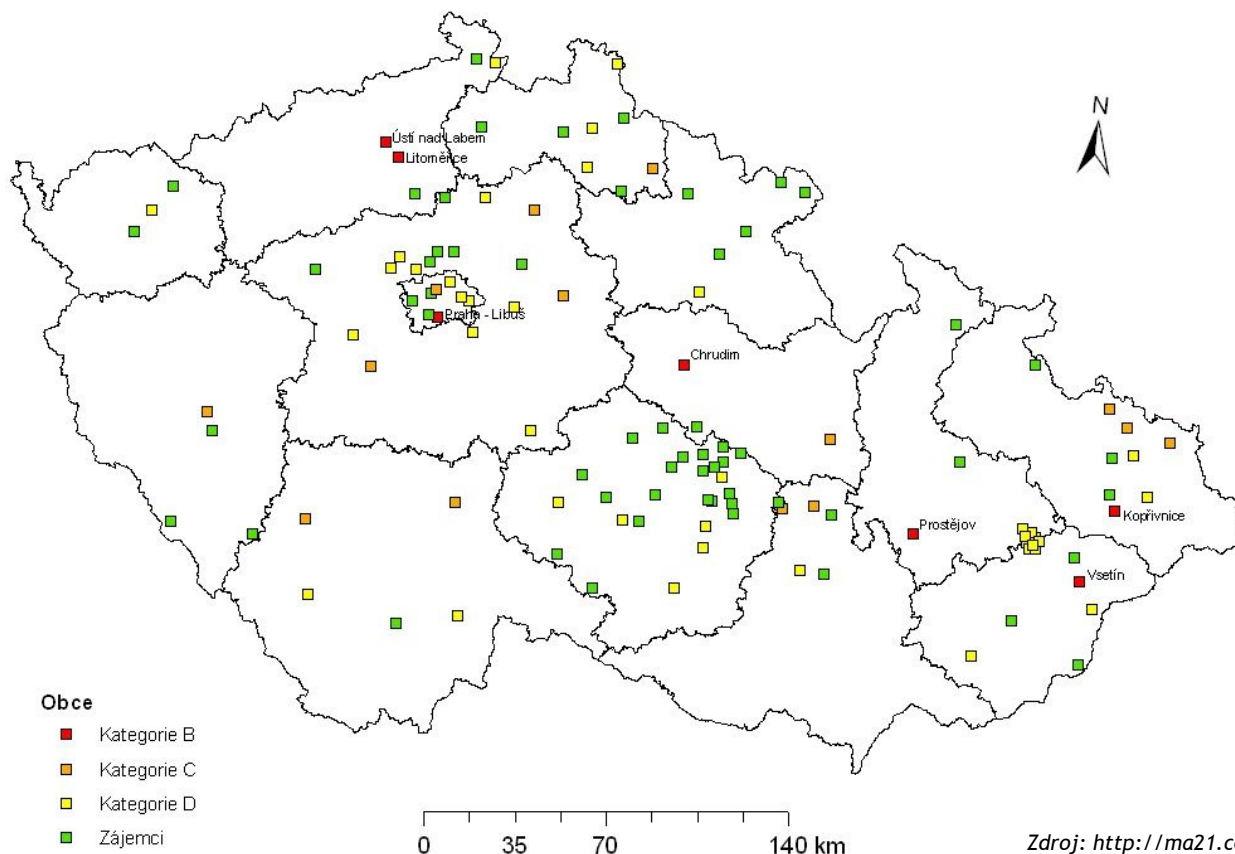 N
Ústí nad Labem
Litoměřice
Praha - Libuš
Chrudim
Prostějov
Kopřivnice
Vsetín
Obce
Kategorie B
Kategorie C
Kategorie D
Zájemci
0 35 70 140 km
Zdroj: http://ma21.c